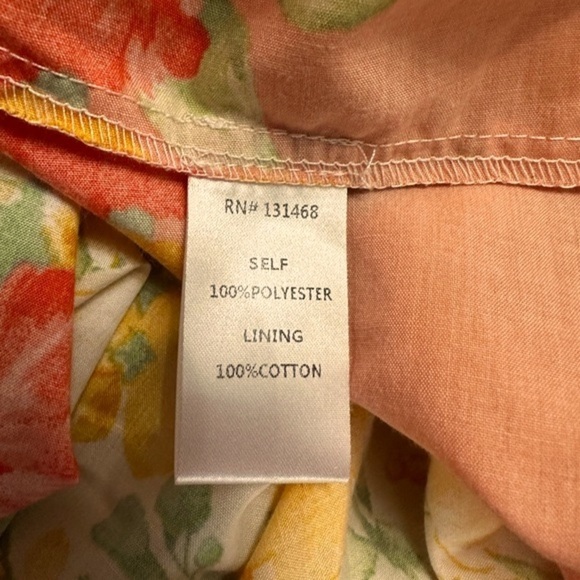 RN# 131468
SELF
100%POLYESTER
LINING
100%COTTON